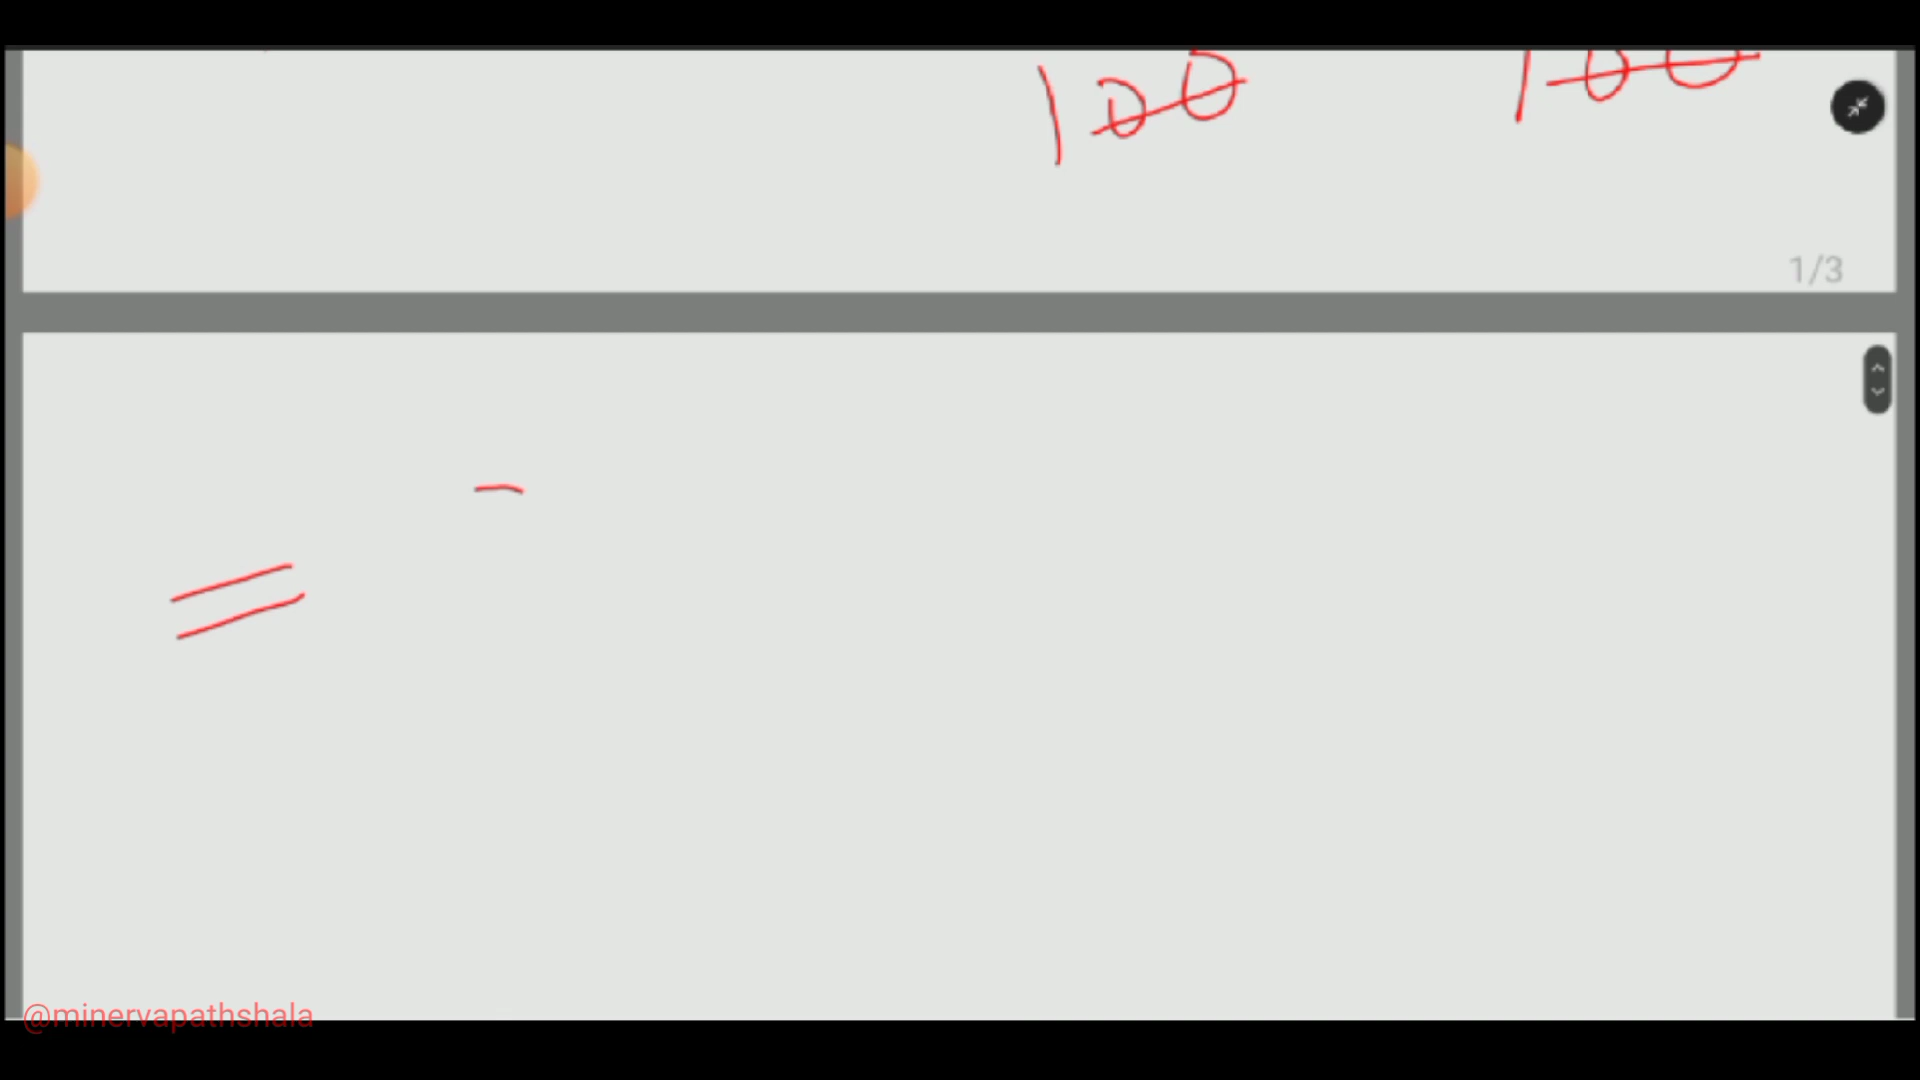 100 100
1/3
= -
@minervapathshala